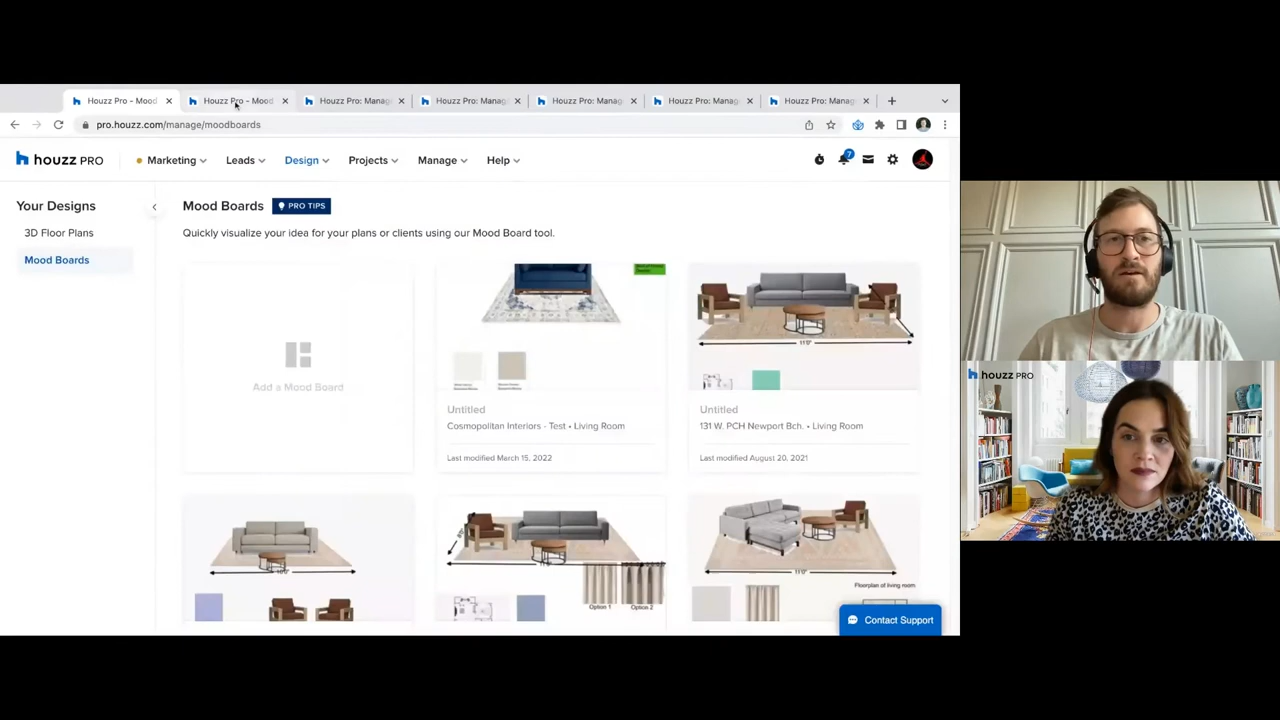 Houzz Pro - Mood
Houzz Pro - Mood
Houzz Pro: Manag
Houzz Pro: Manag
Houzz Pro: Manag
Houzz Pro: Manag
Houzz Pro: Manag
pro.houzz.com/manage/moodboards
houzz PRO
Marketing
Leads
Design
Projects
Manage
Help
7
Your Designs
3D Floor Plans
Mood Boards
Mood Boards
PRO TIPS
Quickly visualize your idea for your plans or clients using our Mood Board tool.
Add a Mood Board
Untitled
Cosmopolitan Interiors - Test • Living Room
Last modified March 15, 2022
11'0"
Untitled
131 W. PCH Newport Bch. • Living Room
Last modified August 20, 2021
Option 1
Option 2
11'0"
Floorplan of living room
Contact Support
houzz PRO